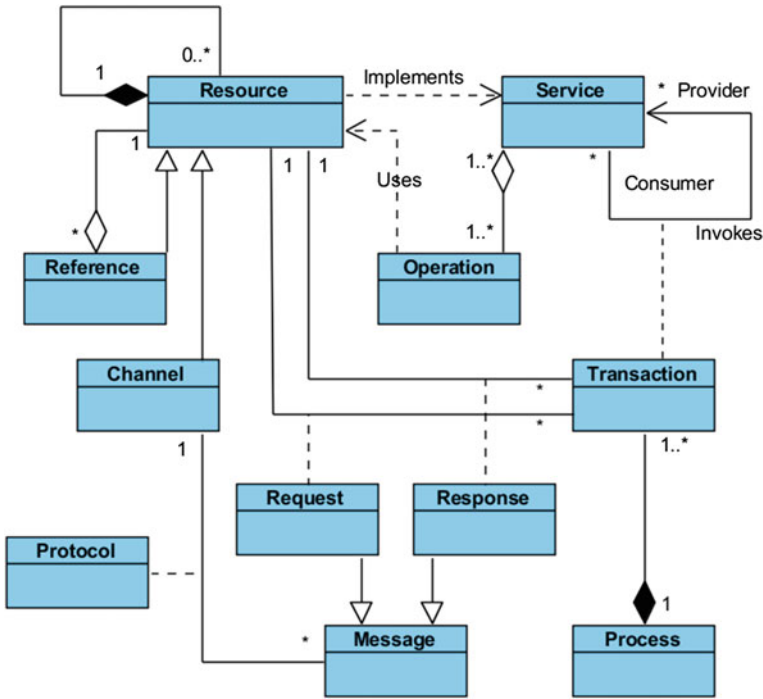 0..*
1
Implements
Resource
Service
* Provider
1
1
1
1..*
*
Consumer
Uses
*
1..*
Invokes
Reference
Operation
Channel
Transaction
*
1
*
1..*
Request
Response
Protocol
1
*
Message
Process